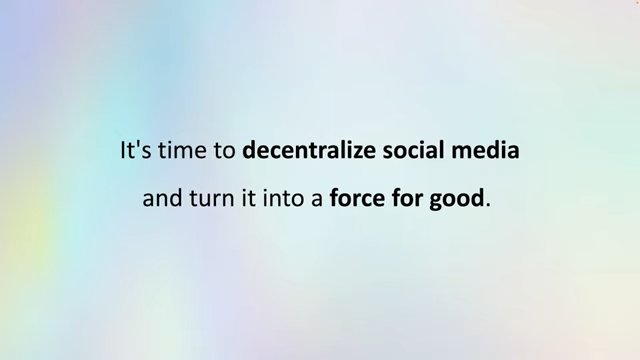 It's time to decentralize social media
and turn it into a force for good.